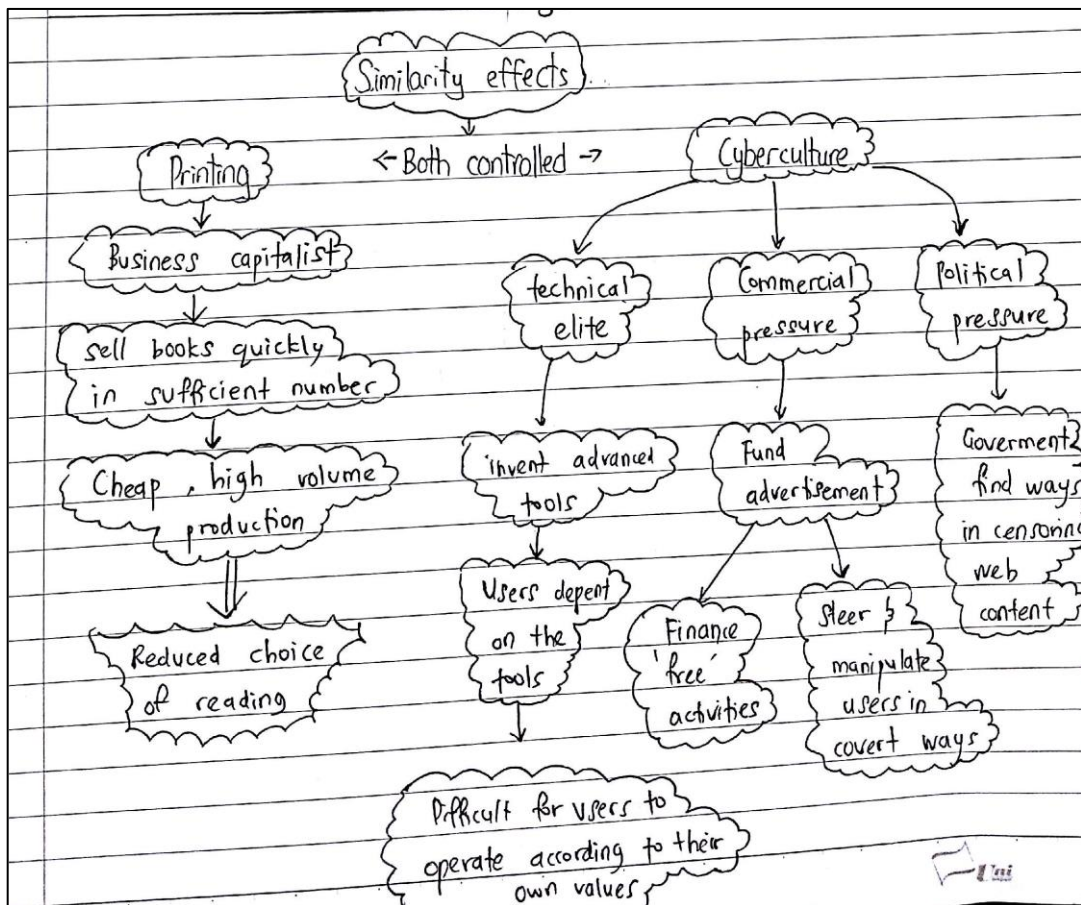 Similarity effects
Printing
<- Both controlled ->
Cyberculture
Business capitalist
sell books quickly
in sufficient number
Cheap, high volume
production
Reduced choice
of reading
technical
elite
invent advanced
tools
Users depent
on the
tools
Difficult for users to
operate according to their
own values
Commercial
pressure
Fund
advertisement
Finance
'free'
activities
Steer &
manipulate
users in
covert ways
Political
pressure
Goverment
find ways
in censoring
web
content
Uni